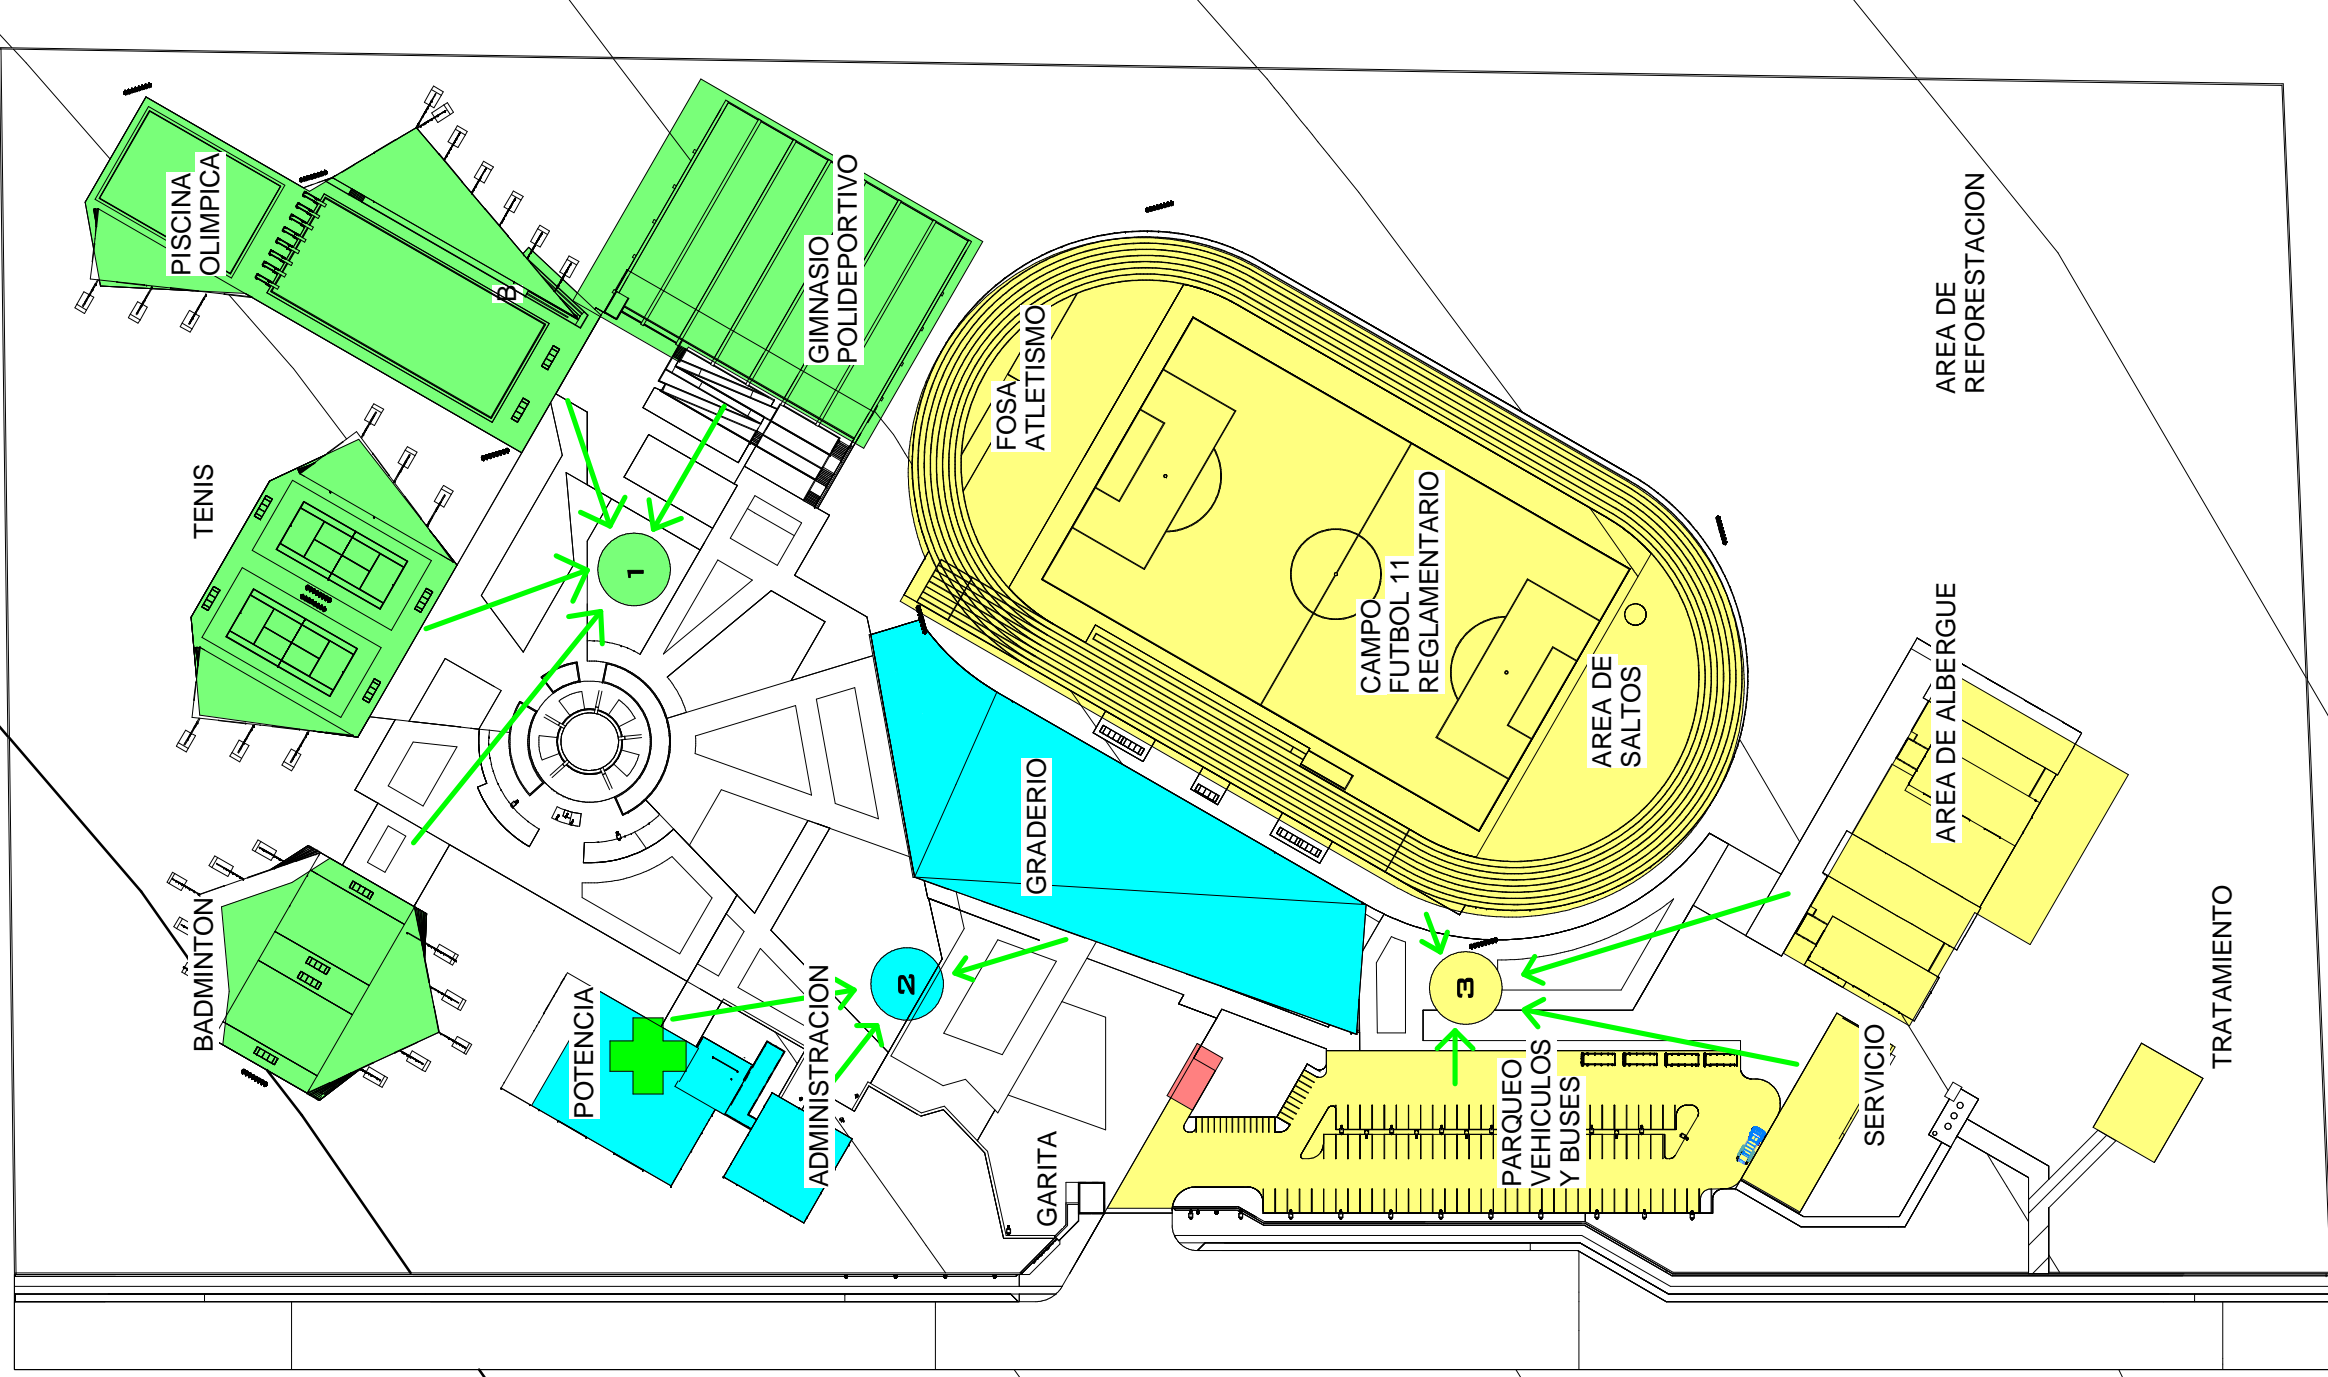 PISCINA
OLIMPICA
B
GIMNASIO
POLIDEPORTIVO
TENIS
FOSA
ATLETISMO
AREA DE
REFORESTACION
1
CAMPO
FUTBOL 11
REGLAMENTARIO
AREA DE
SALTOS
AREA DE ALBERGUE
GRADERIO
BADMINTON
POTENCIA
ADMINISTRACION
2
3
GARITA
PARQUEO
VEHICULOS
Y BUSES
SERVICIO
TRATAMIENTO